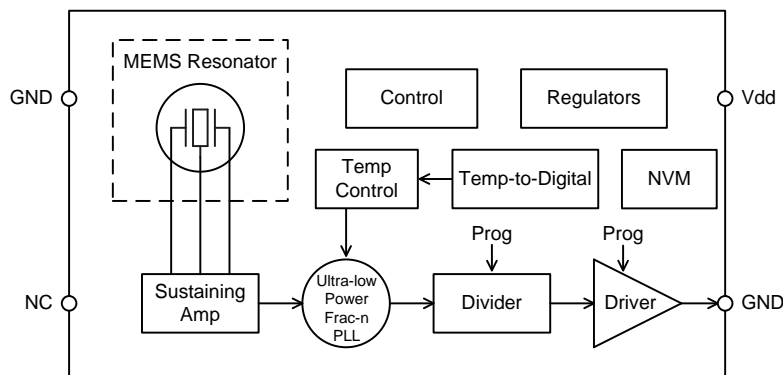 MEMS Resonator
GND
Control
Regulators
Vdd
Temp
Control
Temp-to-Digital
NVM
Prog
Prog
NC
Sustaining
Amp
Ultra-low
Power
Frac-n
PLL
Divider
Driver
GND